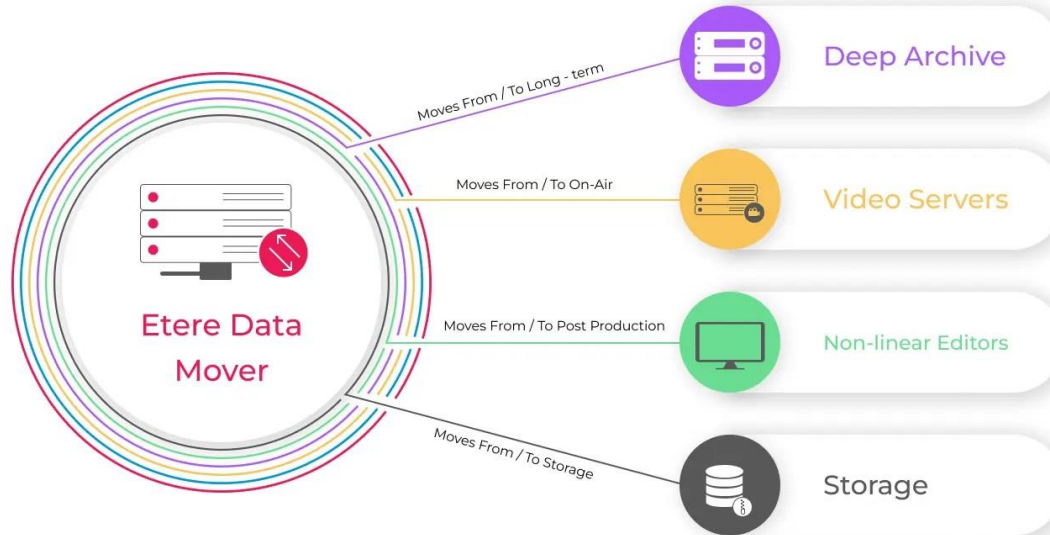 Etere Data
Mover
Moves From / To Long - term
Deep Archive
Moves From / To On-Air
Video Servers
Moves From / To Post Production
Non-linear Editors
Moves From / To Storage
Storage